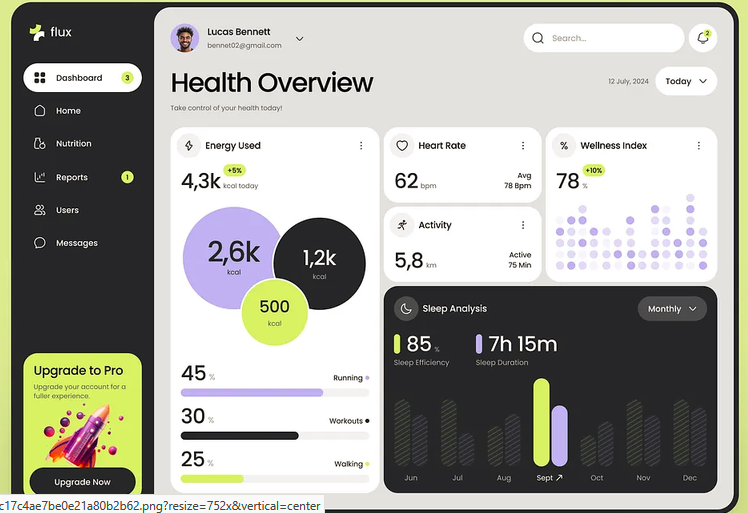 flux
Dashboard 3
Home
Nutrition
Reports 1
Users
Messages
Upgrade to Pro
Upgrade your account for a
fuller experience.
Upgrade Now
c17c4ae7be0e21a80b2b62.png?resize=752x&vertical=center
Lucas Bennett
bennet02@gmail.com
Search...
2
Health Overview
Take control of your health today!
12 July, 2024
Today
Energy Used
+5%
4,3k kcal today
2,6k
kcal
1,2k
kcal
500
kcal
45 %
Running
30 %
Workouts
25 %
Walking
Heart Rate
62 bpm
Avg
78 Bpm
Activity
5,8 km
Active
75 Min
% Wellness Index
+10%
78 %
Sleep Analysis
Monthly
85 %
Sleep Efficiency
7h 15m
Sleep Duration
Jun Jul Aug Sept Oct Nov Dec